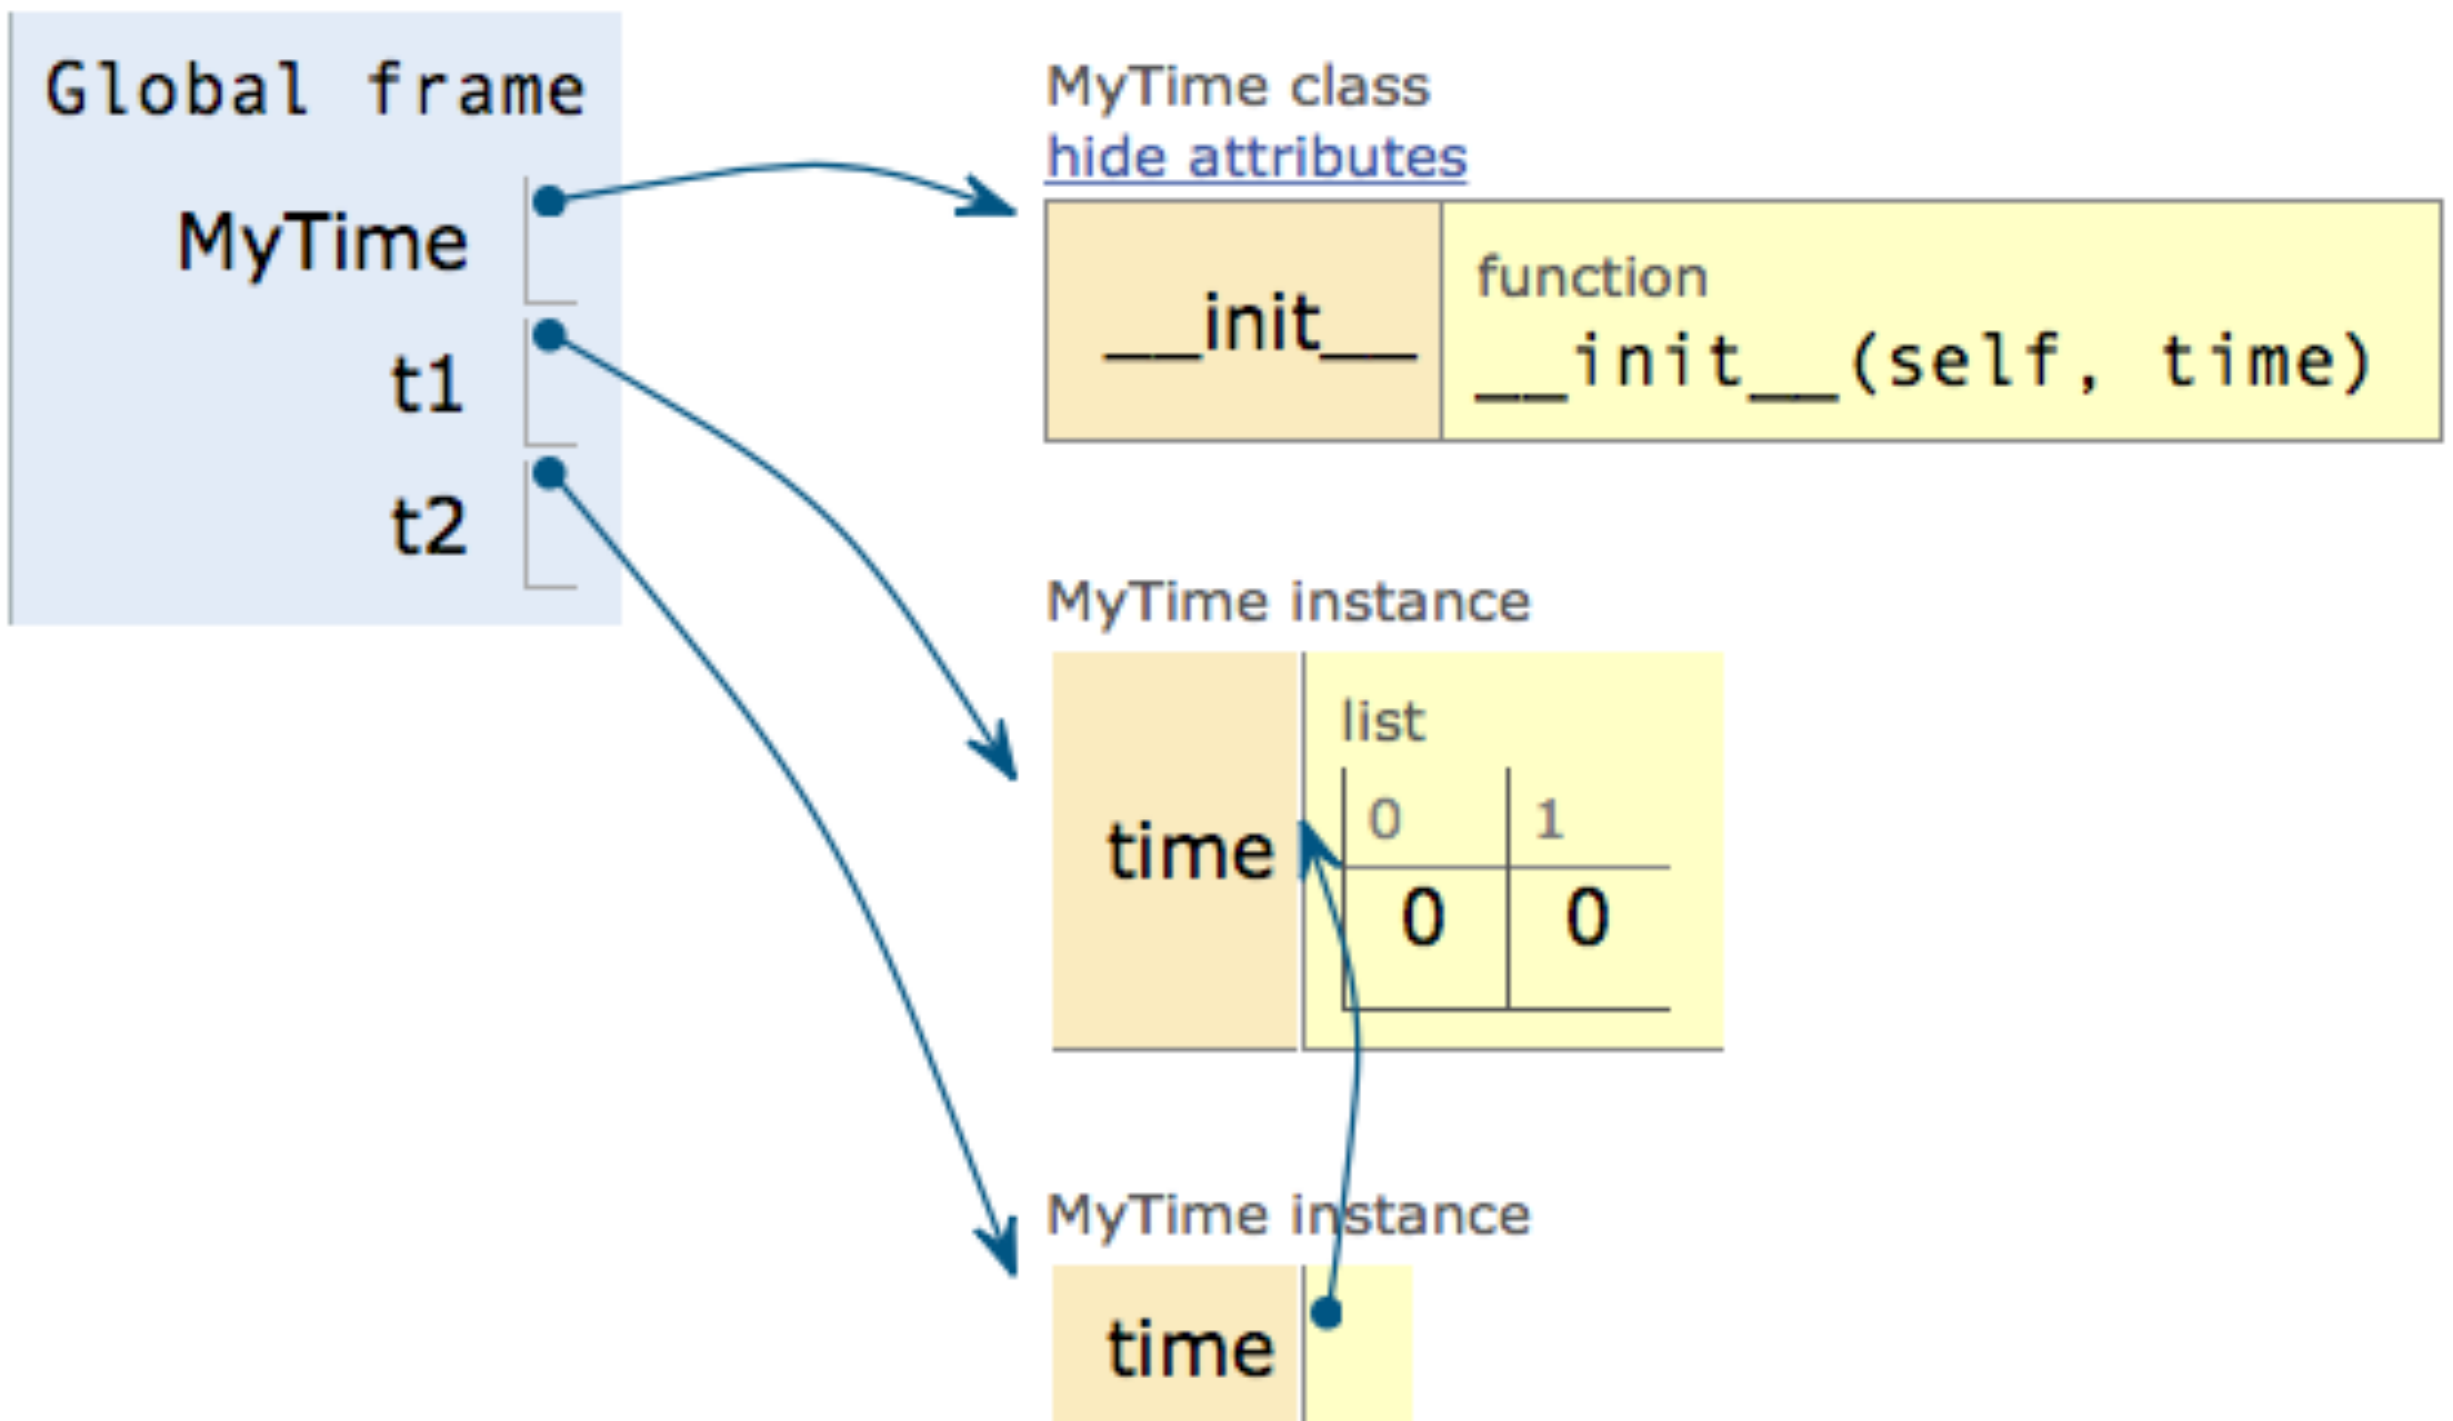 Global frame
MyTime
t1
t2
MyTime class
hide attributes
__init__
function
__init__(self, time)
MyTime instance
time
list
0 1
0 0
MyTime instance
time